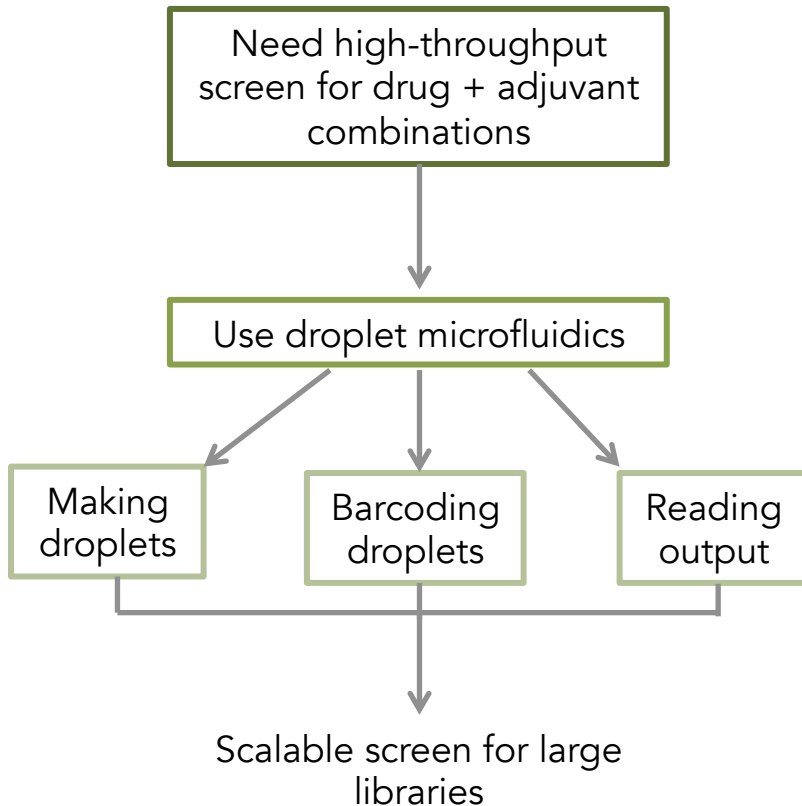 Need high-throughput
screen for drug + adjuvant
combinations
Use droplet microfluidics
Making
droplets
Barcoding
droplets
Reading
output
Scalable screen for large
libraries